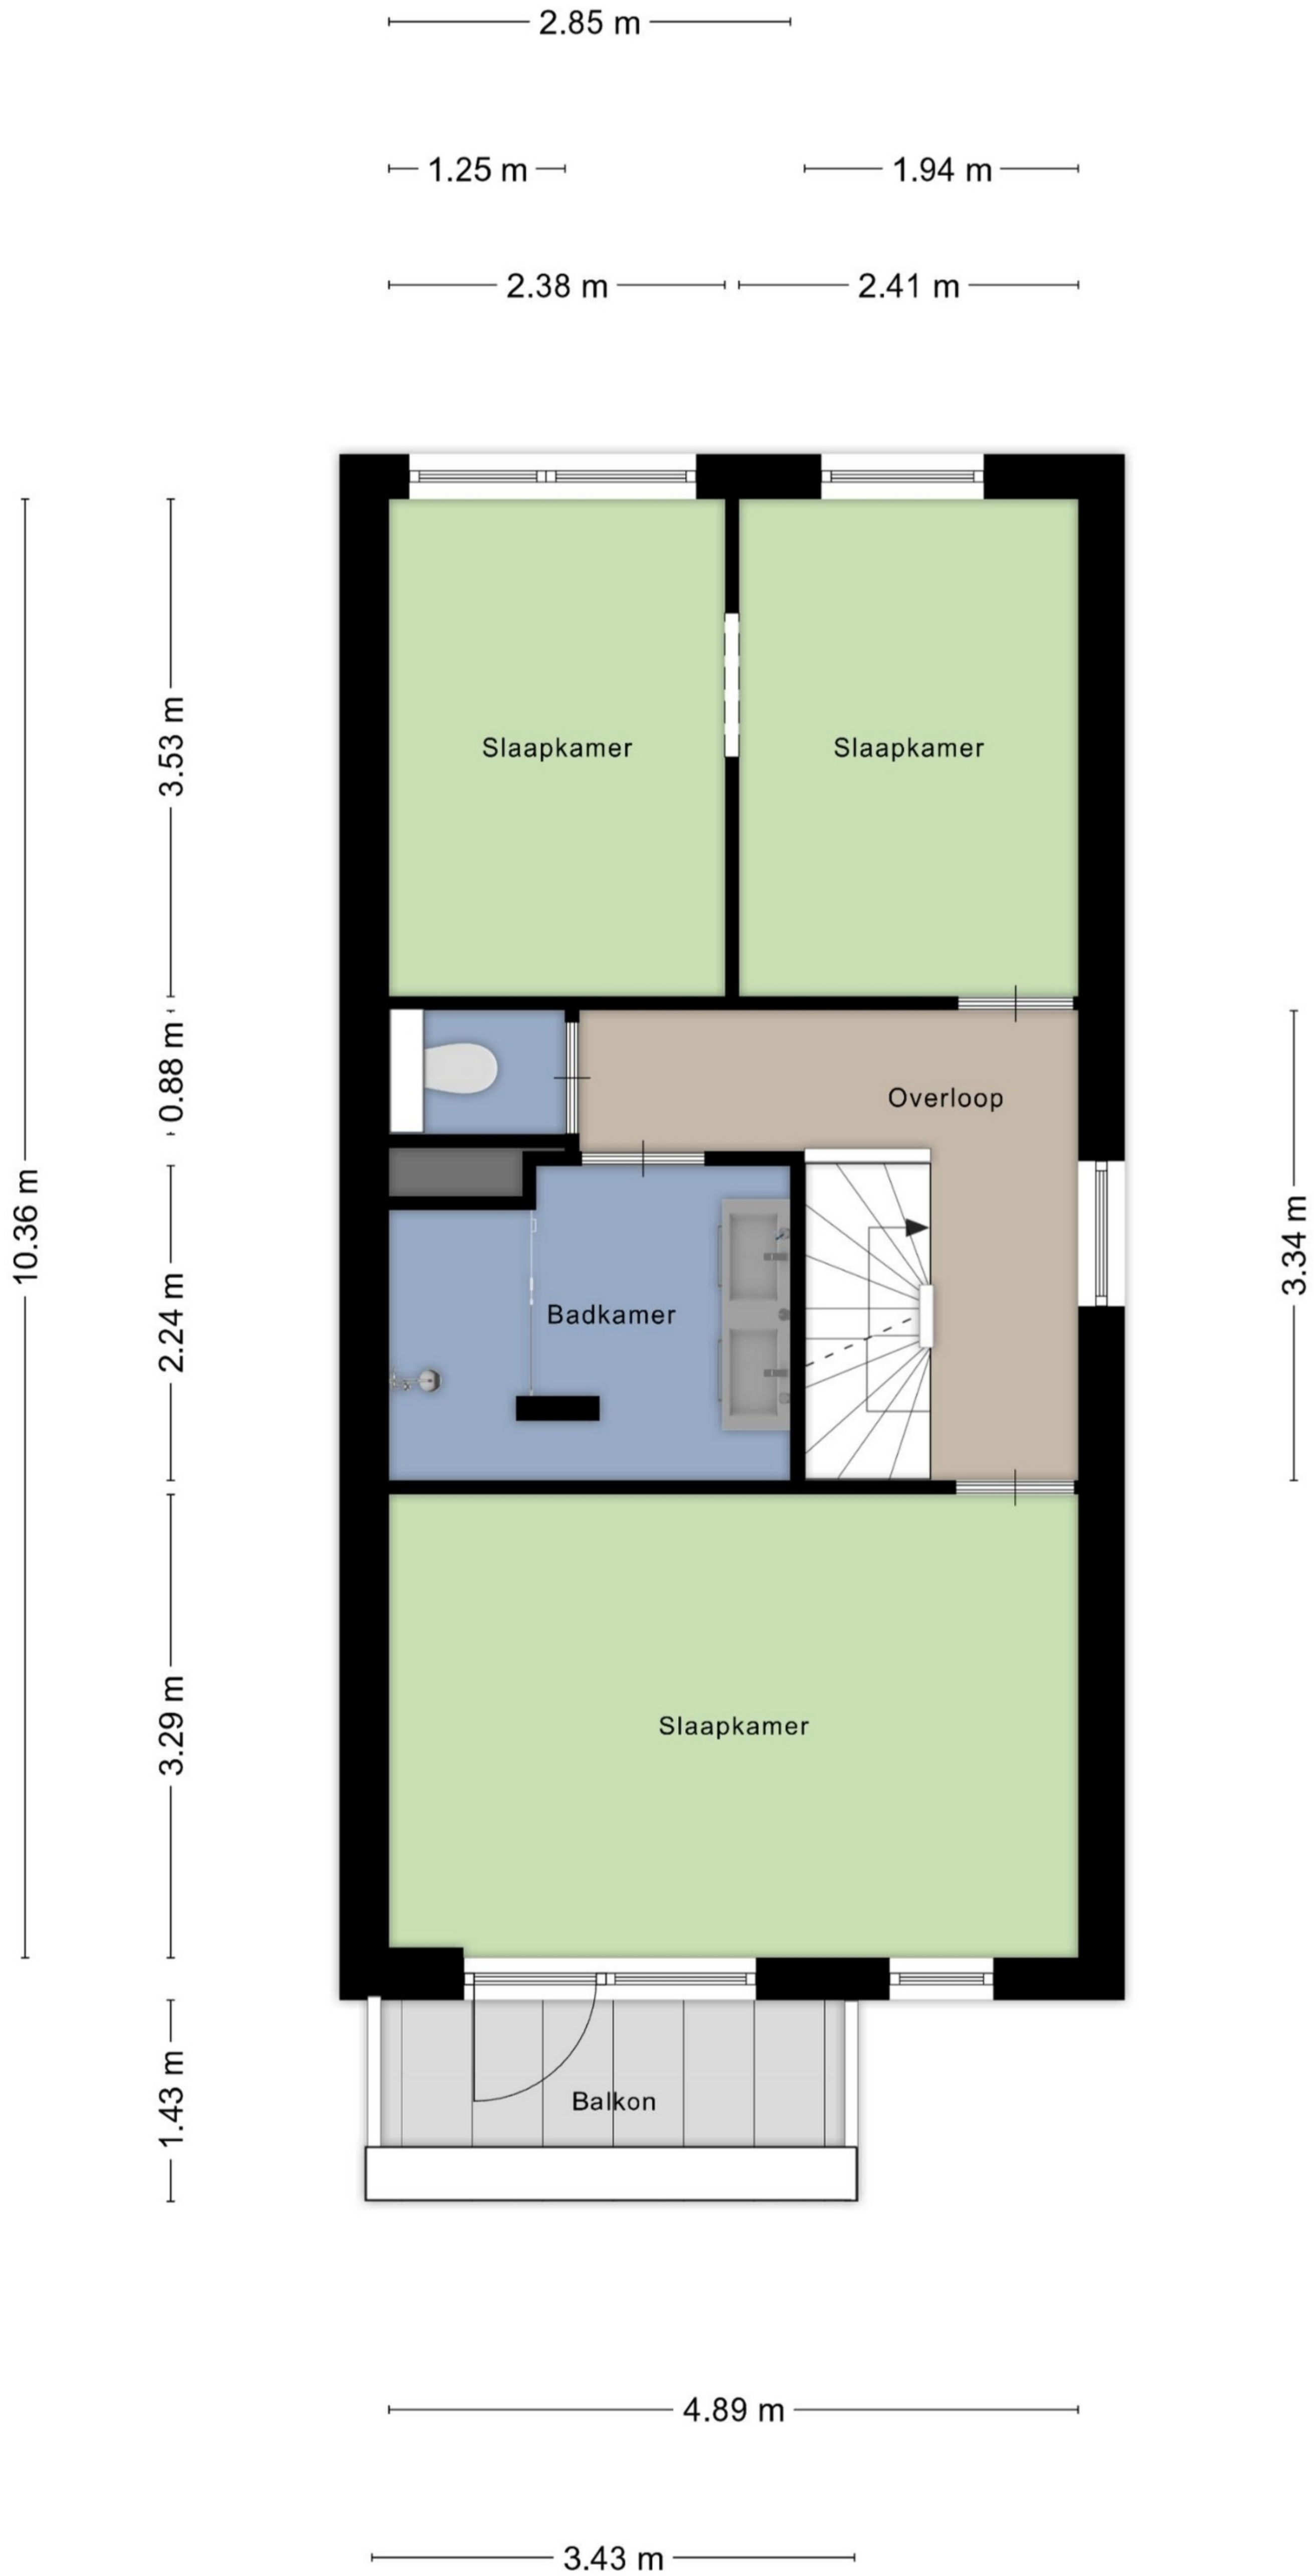 2.85 m
1.25 m
1.94 m
2.38 m
2.41 m
3.53 m
Slaapkamer
Slaapkamer
0.88 m
Overloop
10.36 m
2.24 m
Badkamer
3.34 m
3.29 m
Slaapkamer
1.43 m
Balkon
4.89 m
3.43 m